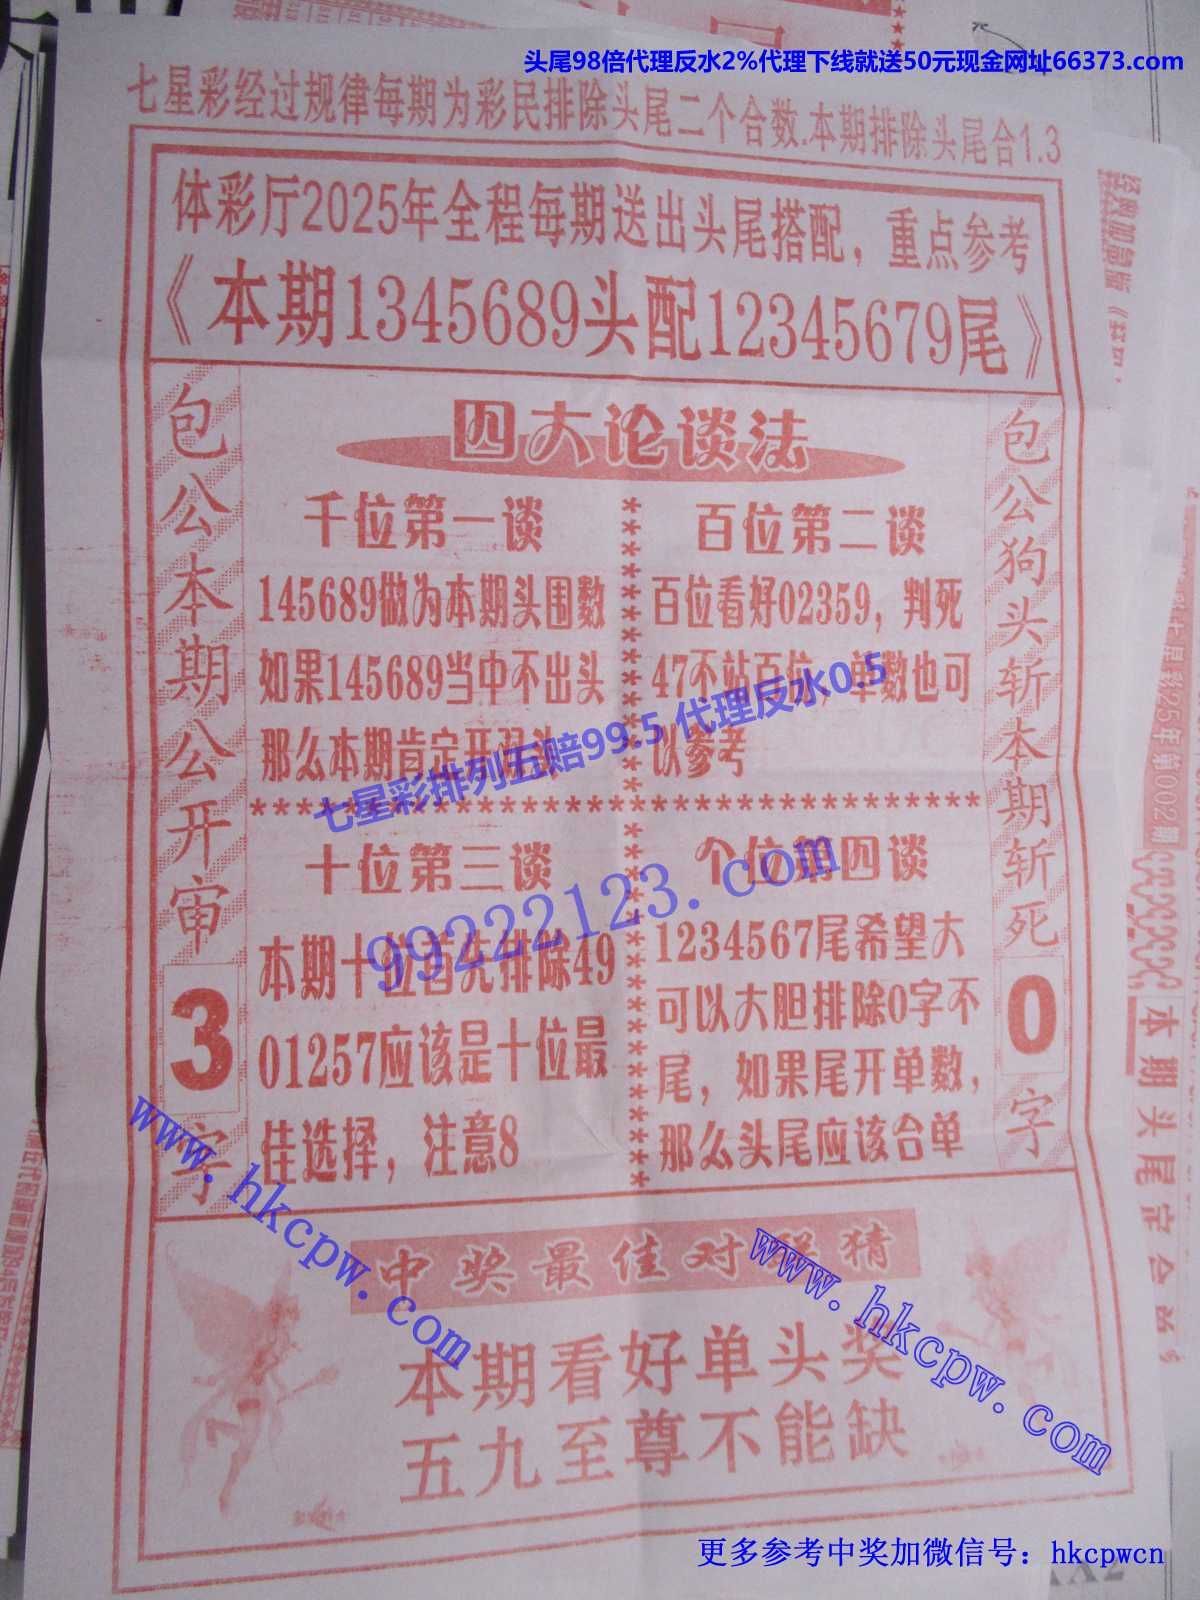 头尾98倍代理反水2%代理下线就送50元现金网址66373.com
七星彩经过规律每期为彩民排除头尾二个合数.本期排除头尾合1.3
体彩厅2025年全程每期送出头尾搭配，重点参考
《本期1345689头配12345679尾》
包公本期公开审
3
字
四大论谈法
千位第一谈
145689做为本期头围数
如果145689当中不出头
那么本期肯定开
百位第二谈
百位看好02359，判死
47不站百位，单数也可
以参考
七星彩排列五赔99.5 代理反水0.5
****************************
十位第三谈
本期十位首先排除49
01257应该是十位最
佳选择，注意8
个位第四谈
1234567尾希望大
可以大胆排除0字不
尾，如果尾开单数，
那么头尾应该合单
99222123.com
包公狗头斩本期斩死
0
字
www.hkcpw.com
www.hkcpw.com
中奖最佳对联猜
本期看好单头奖
五九至尊不能缺
更多参考中奖加微信号：hkcpwcn
经典加急版《
25年第002期
本期头尾定合